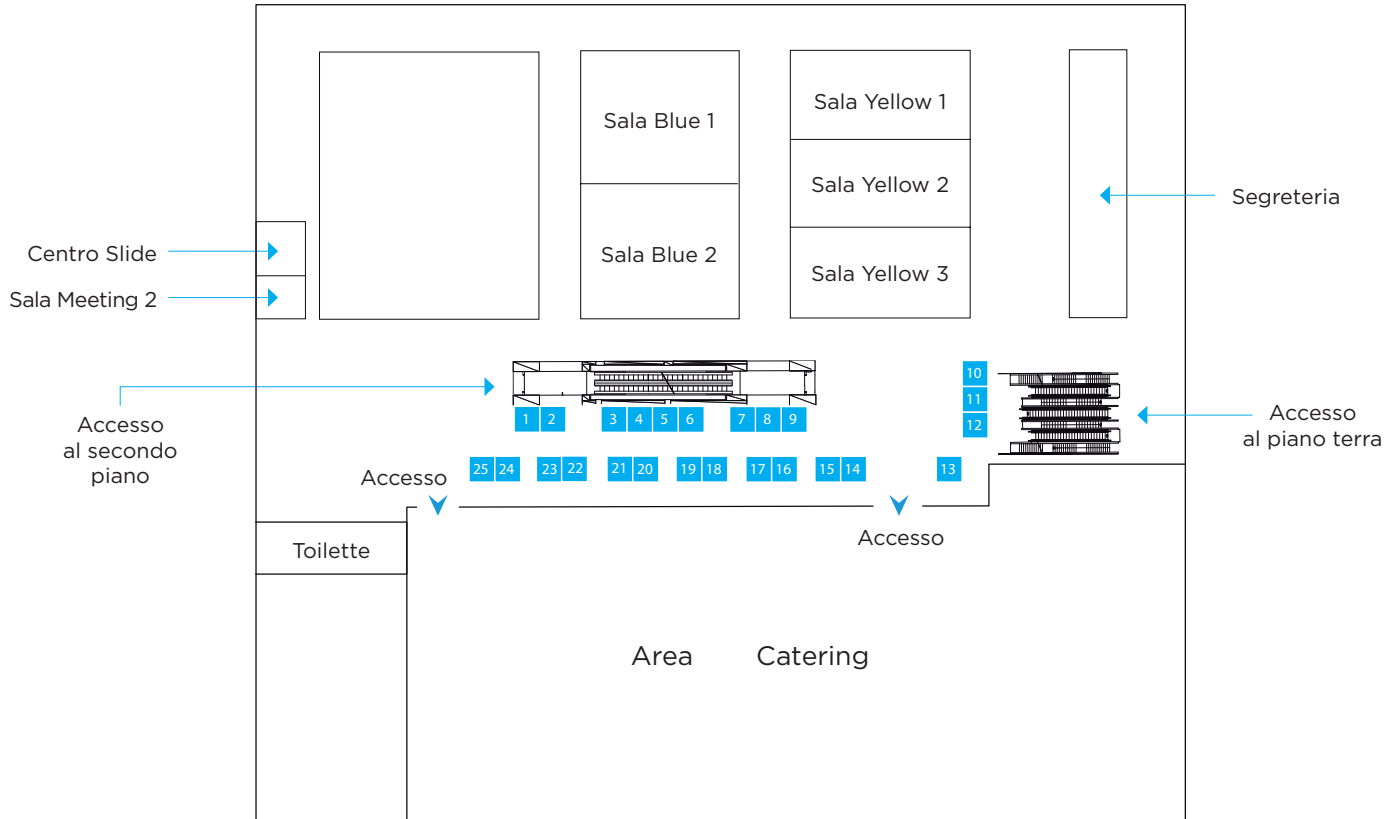 Sala Blue 1
Sala Blue 2
Sala Yellow 1
Sala Yellow 2
Sala Yellow 3
Segreteria
Centro Slide
Sala Meeting 2
Accesso
al secondo
piano
10
11
12
Accesso
al piano terra
1 2 3 4 5 6 7 8 9
25 24 23 22 21 20 19 18 17 16 15 14 13
Accesso
Accesso
Toilette
Area Catering